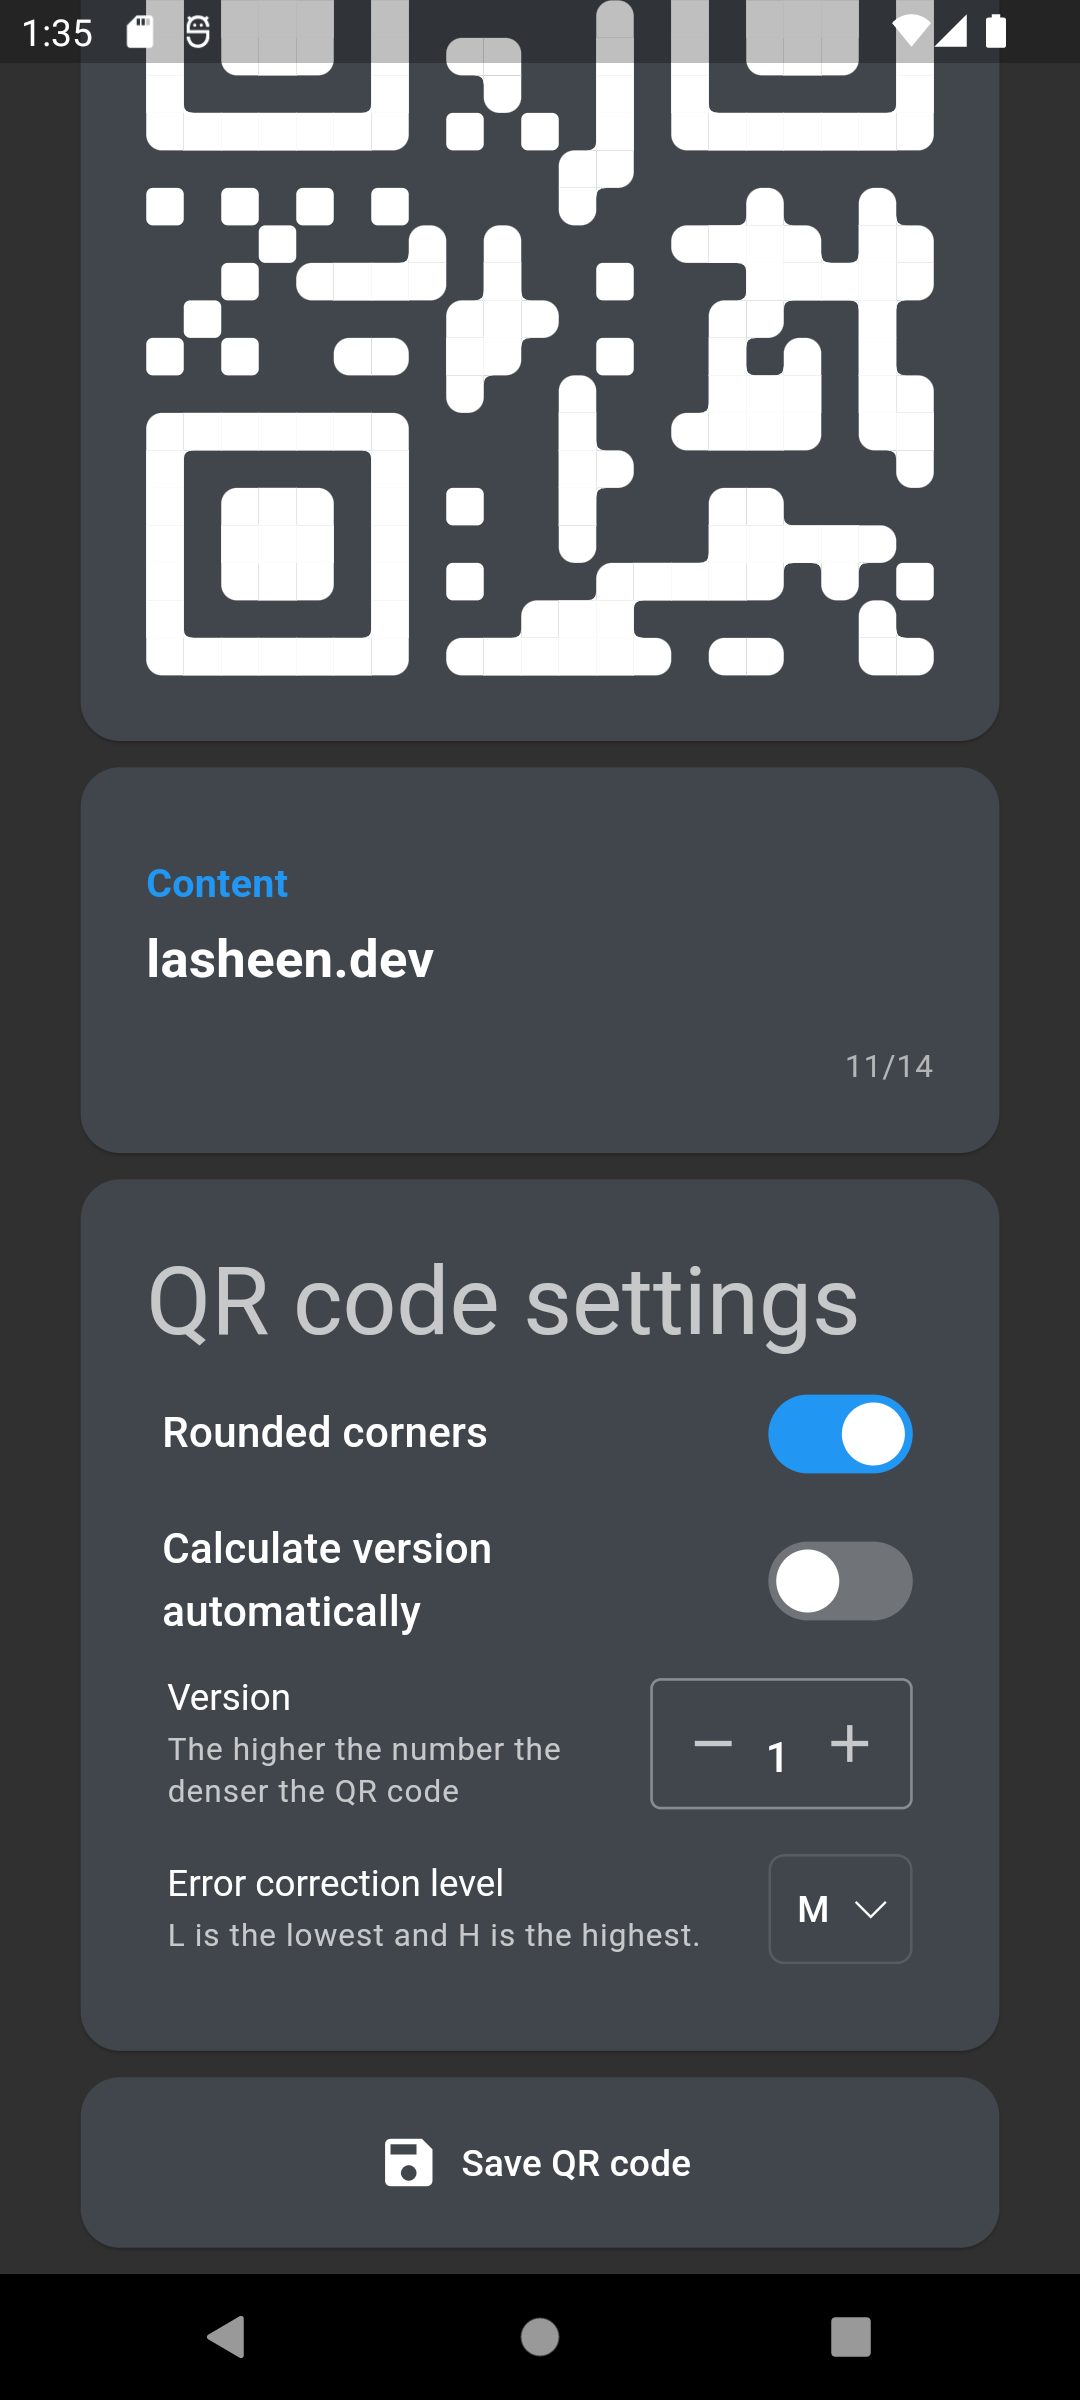 1:35
Content
lasheen.dev
11/14
QR code settings
Rounded corners
Calculate version
automatically
Version
The higher the number the
denser the QR code
1
Error correction level
L is the lowest and H is the highest.
M
Save QR code